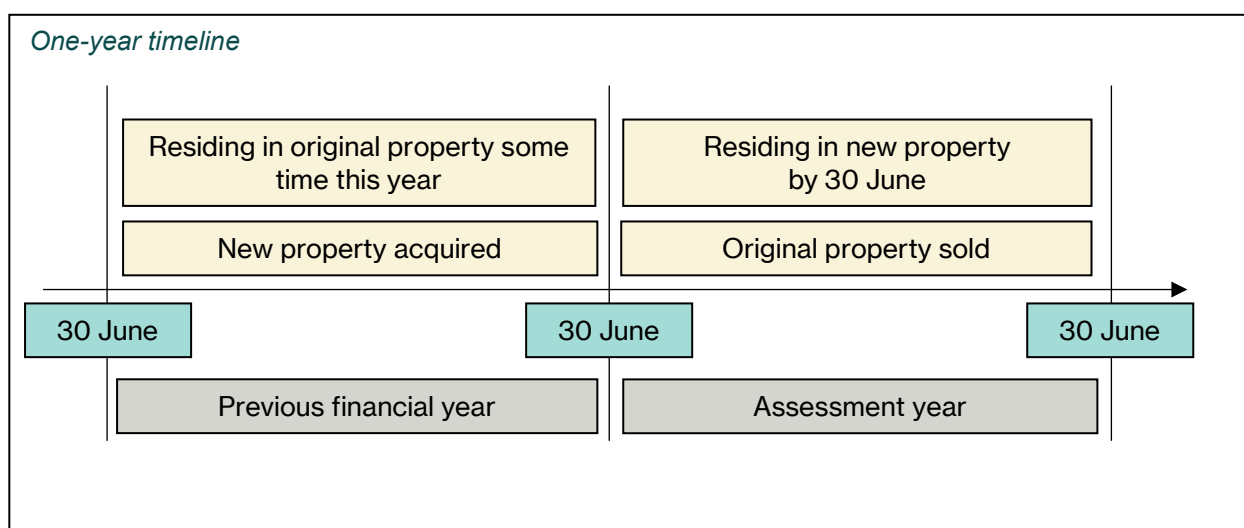 One-year timeline
Residing in original property some
time this year
Residing in new property
by 30 June
New property acquired
Original property sold
30 June
30 June
30 June
Previous financial year
Assessment year